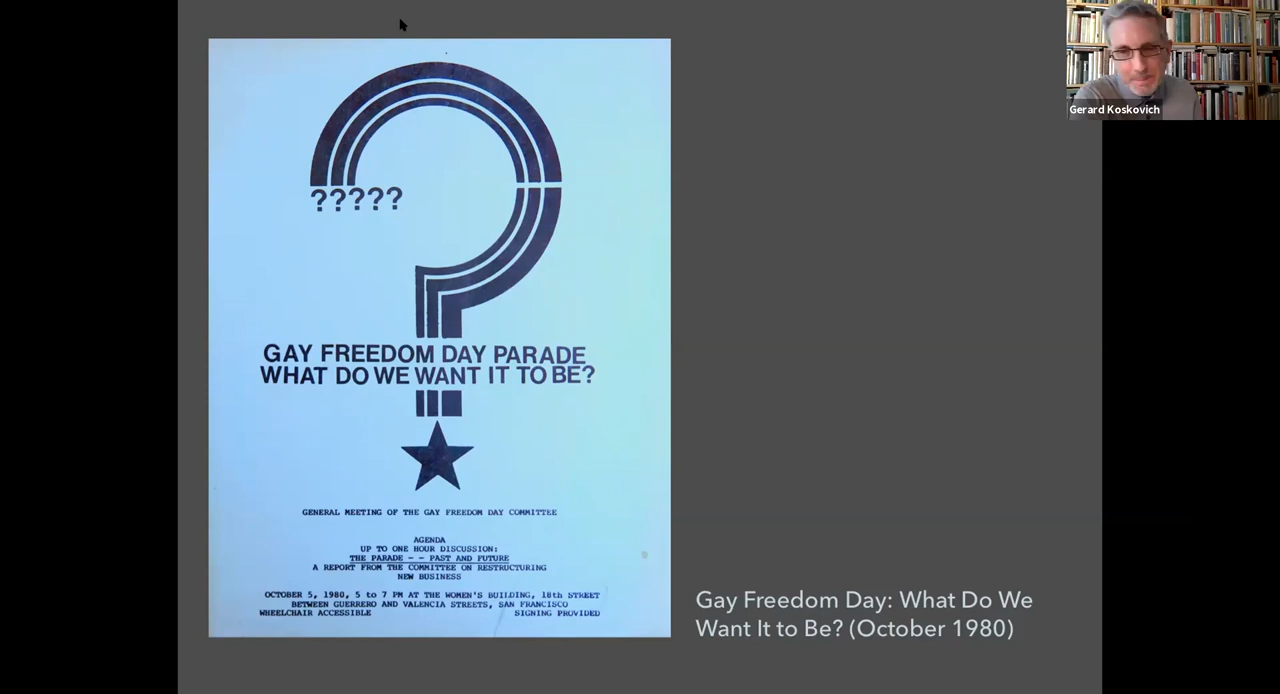 ?????
GAY FREEDOM DAY PARADE
WHAT DO WE WANT IT TO BE?
GENERAL MEETING OF THE GAY FREEDOM DAY COMMITTEE
AGENDA
UP TO ONE HOUR DISCUSSION:
THE PARADE - - PAST AND FUTURE
A REPORT FROM THE COMMITTEE ON RESTRUCTURING
NEW BUSINESS
OCTOBER 5, 1980, 5 to 7 PM AT THE WOMEN'S BUILDING, 18th STREET
BETWEEN GUERRERO AND VALENCIA STREETS, SAN FRANCISCO
WHEELCHAIR ACCESSIBLE SIGNING PROVIDED
Gay Freedom Day: What Do We
Want It to Be? (October 1980)
Gerard Koskovich